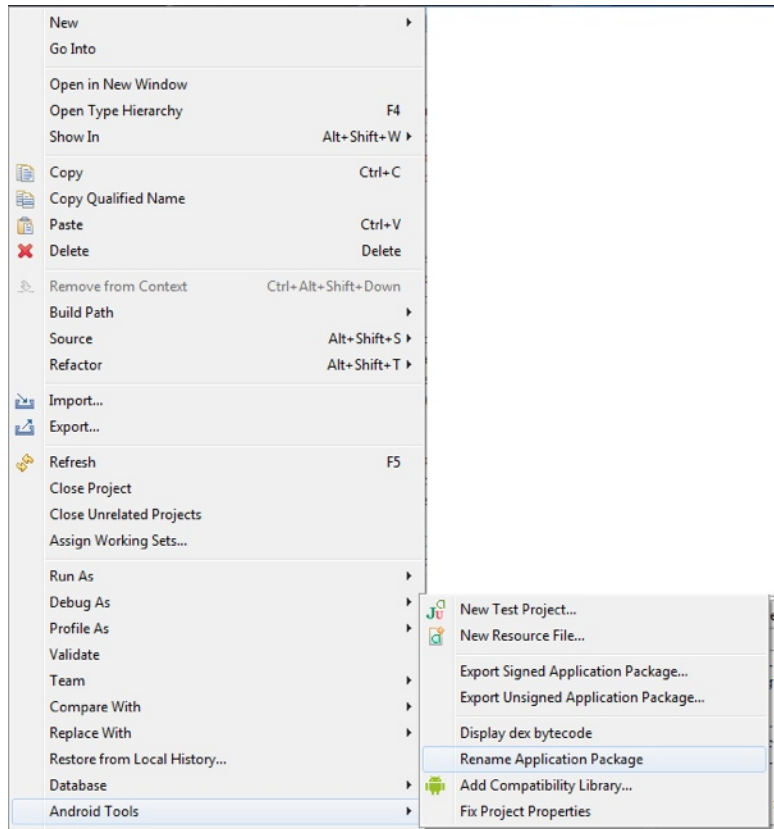 New
Go Into
Open in New Window
Open Type Hierarchy F4
Show In Alt+Shift+W
Copy Ctrl+C
Copy Qualified Name
Paste Ctrl+V
Delete Delete
Remove from Context Ctrl+Alt+Shift+Down
Build Path
Source Alt+Shift+S
Refactor Alt+Shift+T
Import...
Export...
Refresh F5
Close Project
Close Unrelated Projects
Assign Working Sets...
Run As
Debug As
Profile As
Validate
Team
Compare With
Replace With
Restore from Local History...
Database
Android Tools
New Test Project...
New Resource File...
Export Signed Application Package...
Export Unsigned Application Package...
Display dex bytecode
Rename Application Package
Add Compatibility Library...
Fix Project Properties